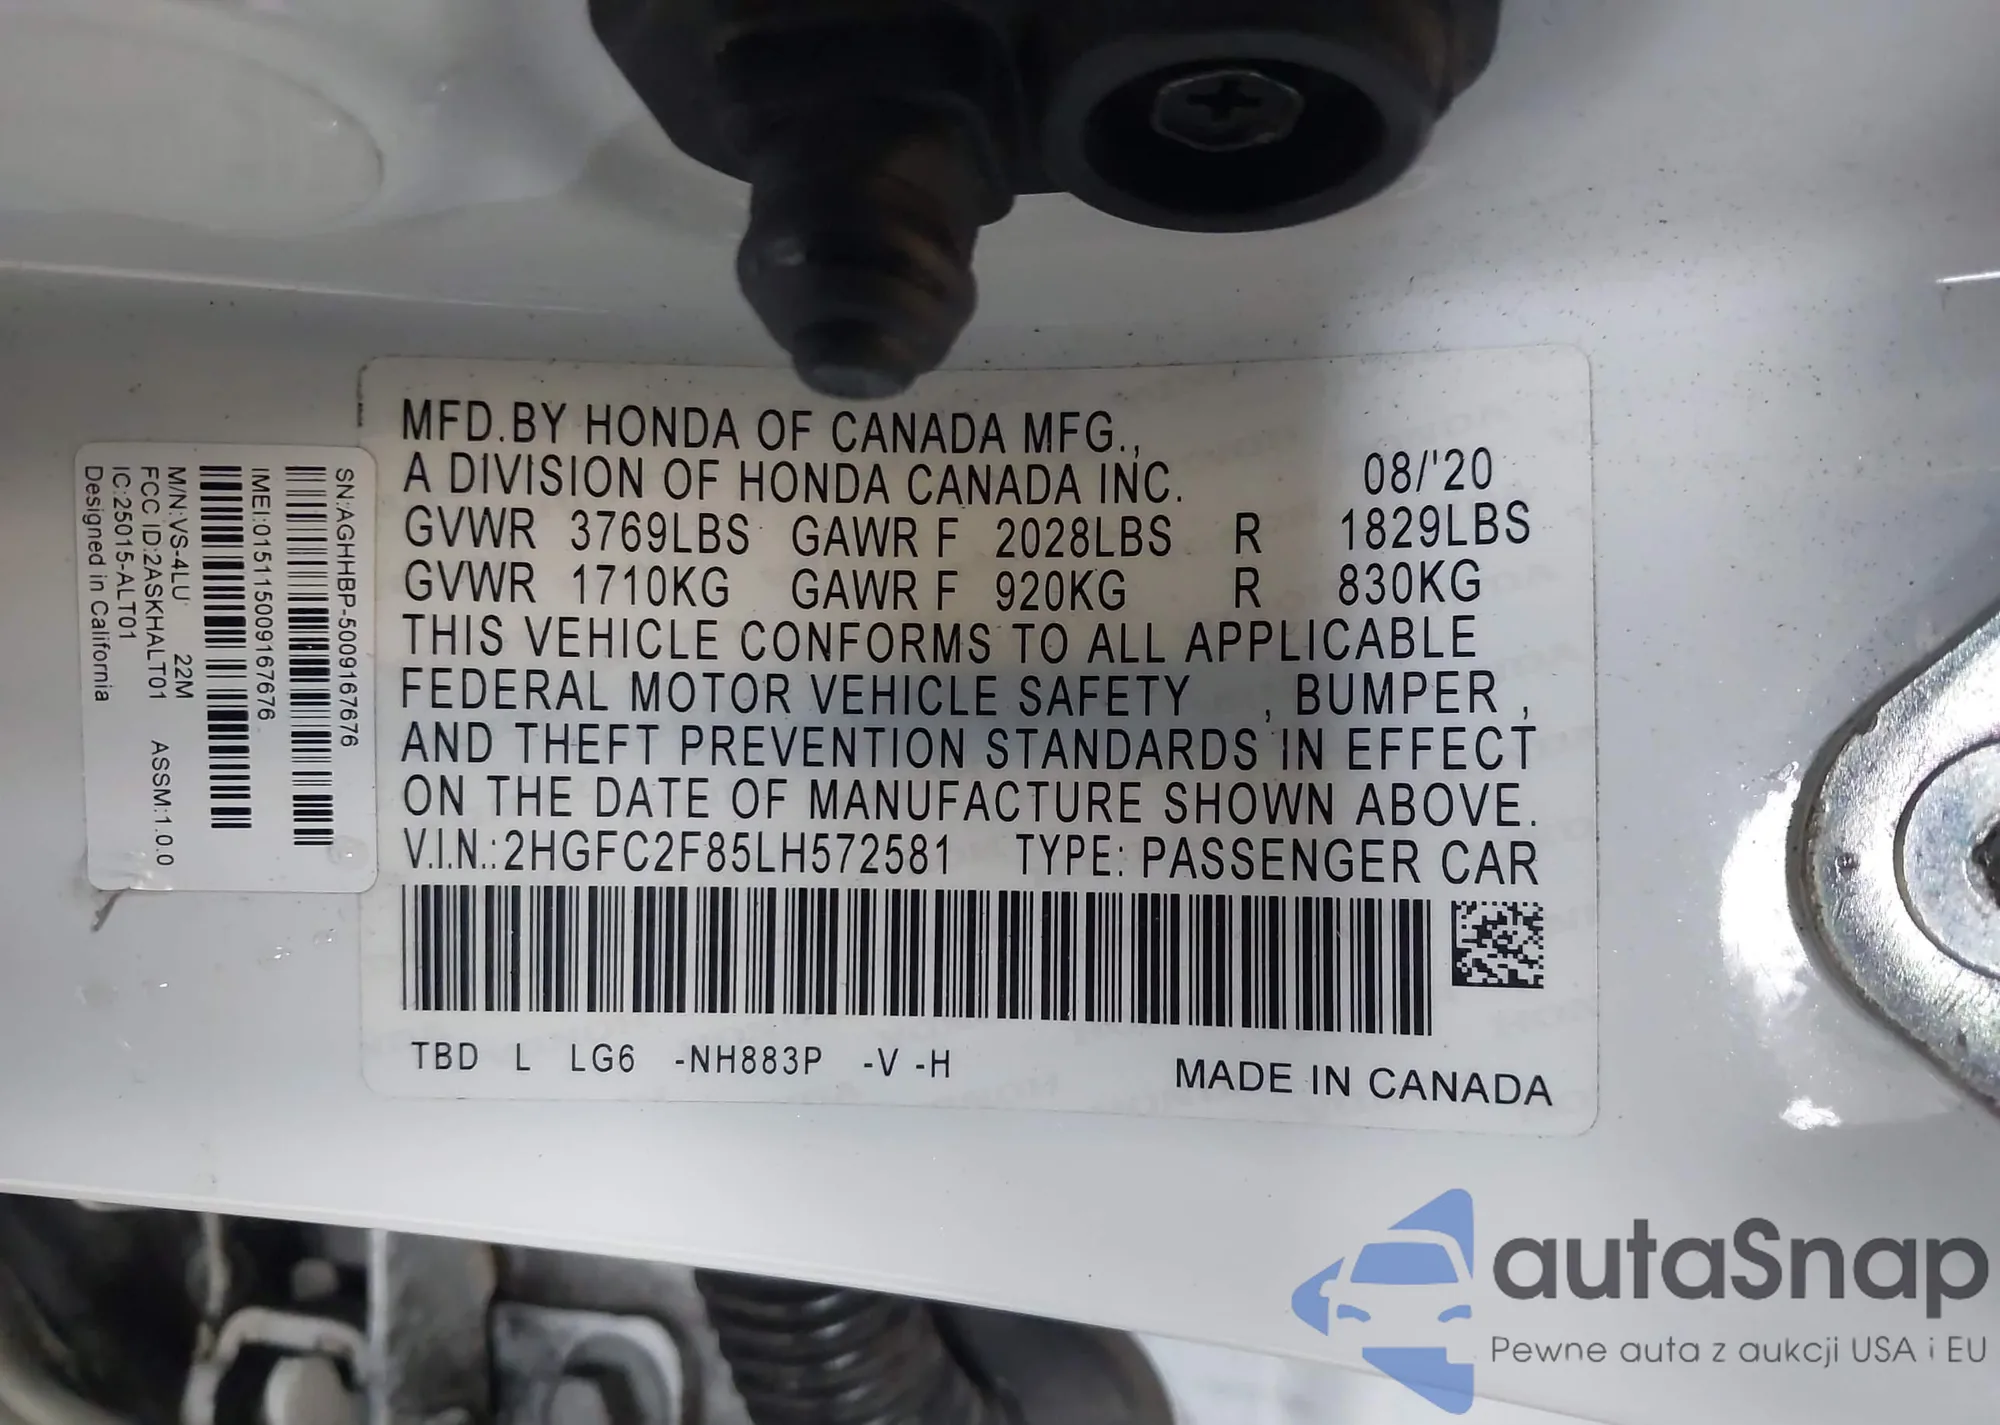 MFD.BY HONDA OF CANADA MFG.,
A DIVISION OF HONDA CANADA INC. 08/'20
GVWR 3769LBS GAWR F 2028LBS R 1829LBS
GVWR 1710KG GAWR F 920KG R 830KG
THIS VEHICLE CONFORMS TO ALL APPLICABLE
FEDERAL MOTOR VEHICLE SAFETY , BUMPER ,
AND THEFT PREVENTION STANDARDS IN EFFECT
ON THE DATE OF MANUFACTURE SHOWN ABOVE.
V.I.N.:2HGFC2F85LH572581 TYPE: PASSENGER CAR
TBD L LG6 -NH883P -V -H
MADE IN CANADA
SN:AGHHBP-5009167676
IMEI:015115009167676
M/N:VS-4LU 22M
FCC ID:2ASKHALT01 ASSM:1.0.0
IC:25015-ALT01
Designed in California
autaSnap
Pewne auta z aukcji USA i EU